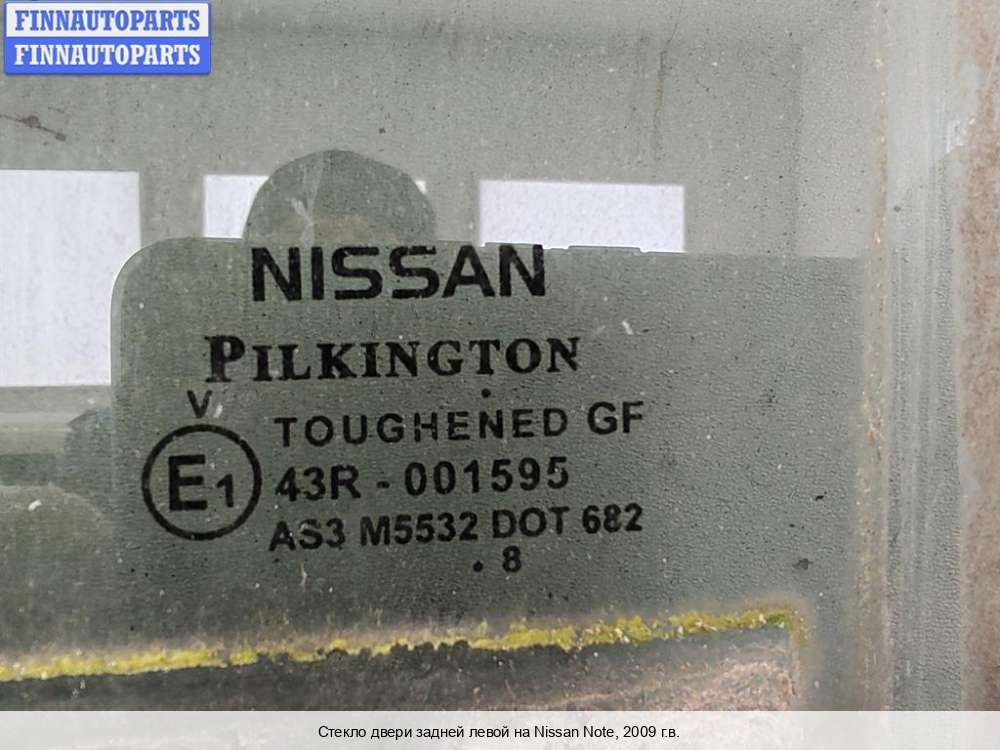 FINNAUTOPARTS
FINNAUTOPARTS
NISSAN
PILKINGTON
V
TOUGHENED GF
E1
43R - 001595
AS3 M5532 DOT 682
. 8
Стекло двери задней левой на Nissan Note, 2009 г.в.